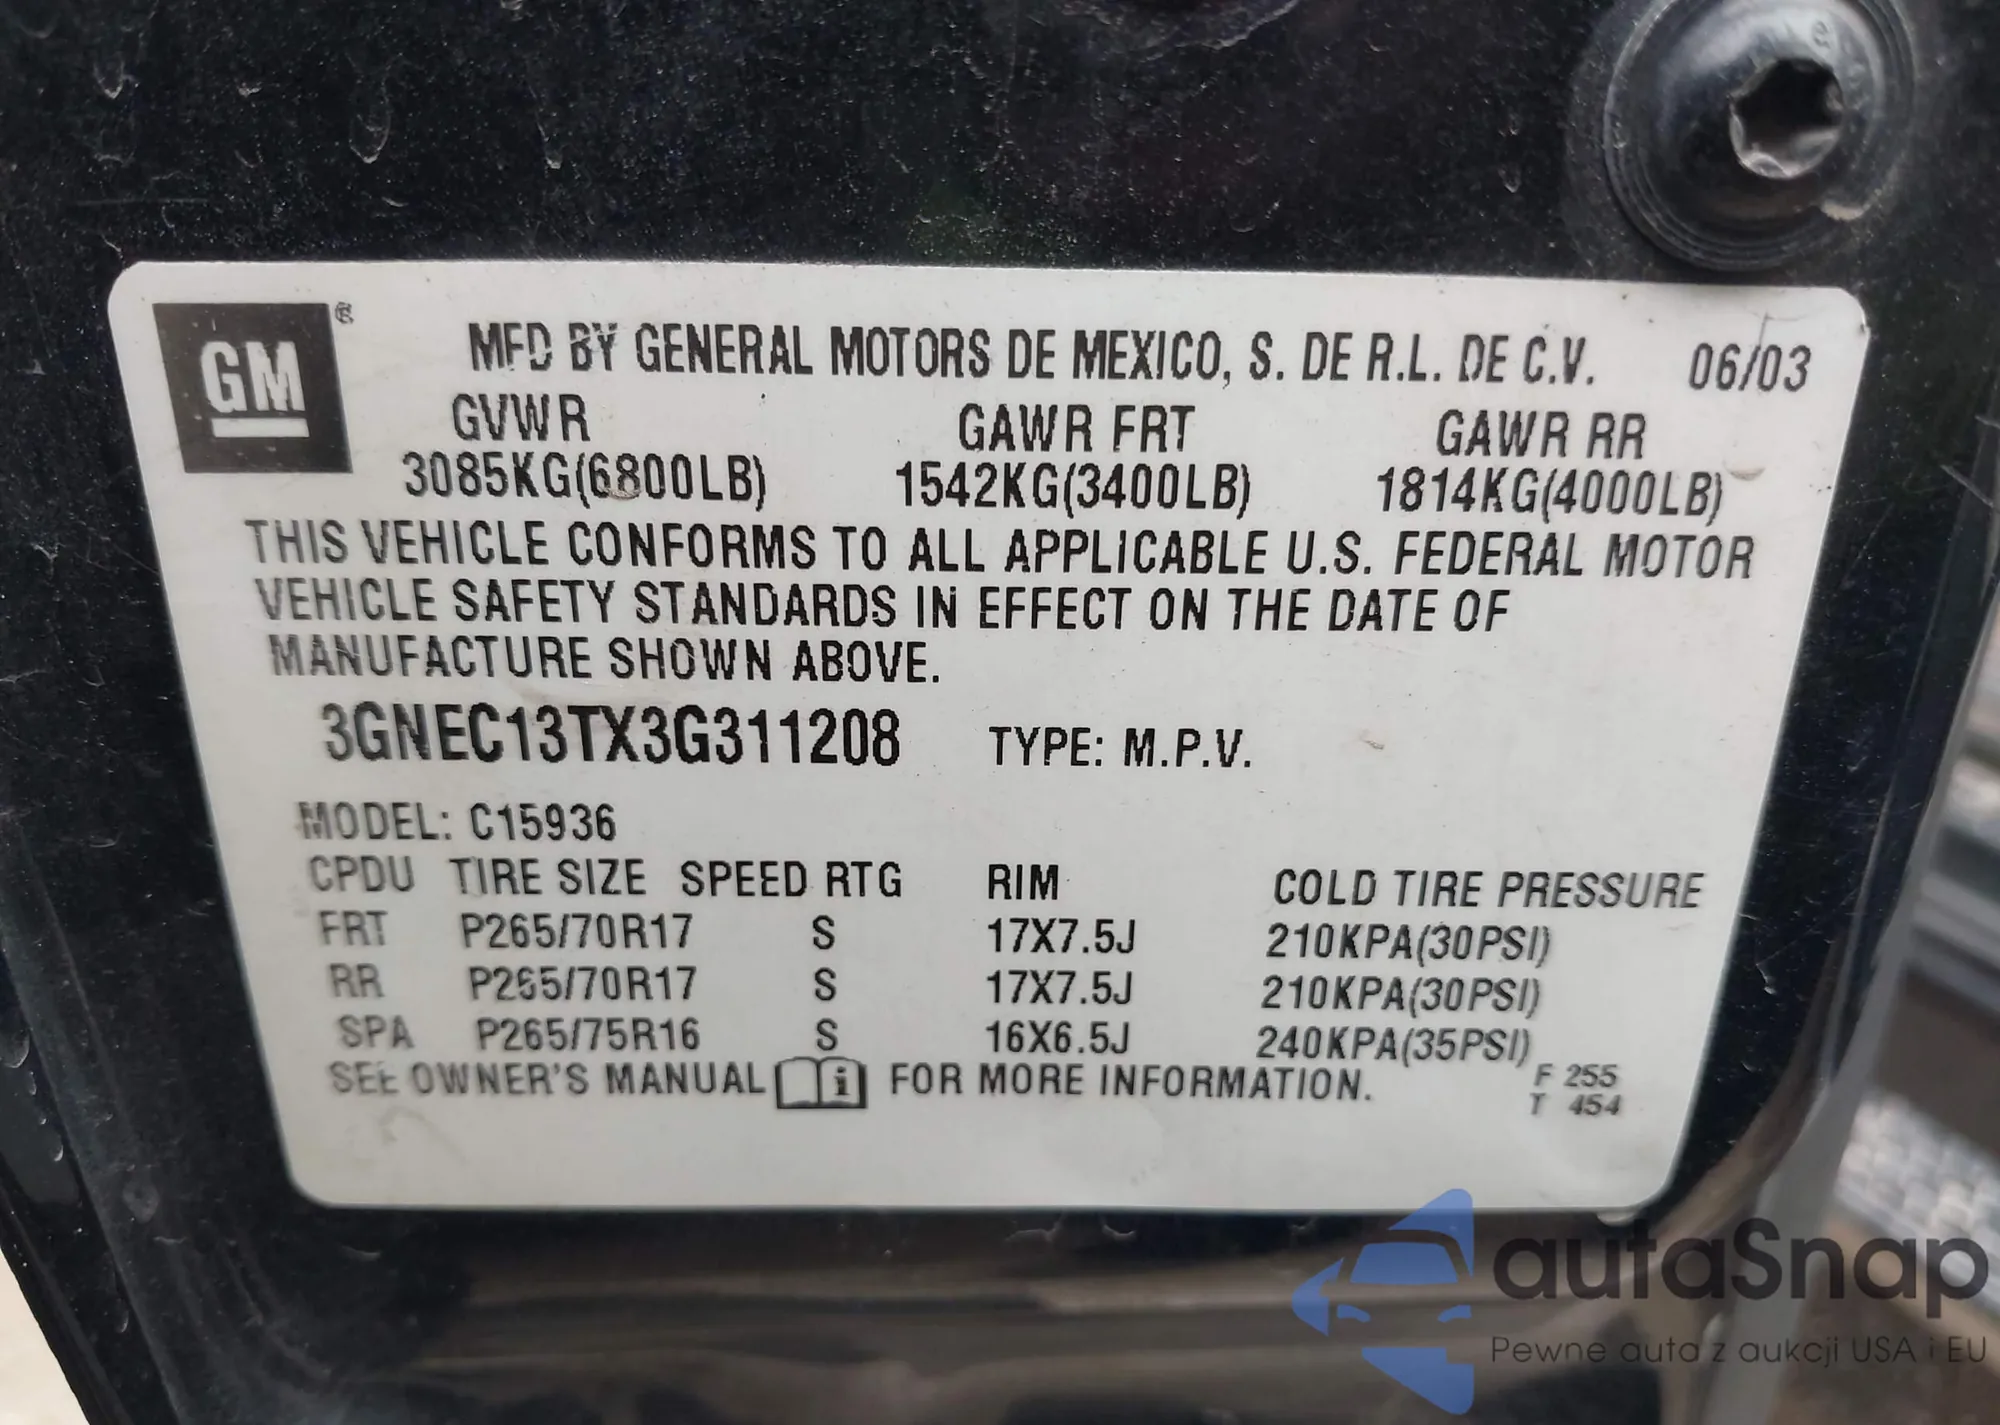 GM ®
MFD BY GENERAL MOTORS DE MEXICO, S. DE R.L. DE C.V. 06/03
GVWR GAWR FRT GAWR RR
3085KG(6800LB) 1542KG(3400LB) 1814KG(4000LB)
THIS VEHICLE CONFORMS TO ALL APPLICABLE U.S. FEDERAL MOTOR
VEHICLE SAFETY STANDARDS IN EFFECT ON THE DATE OF
MANUFACTURE SHOWN ABOVE.
3GNEC13TX3G311208 TYPE: M.P.V.
MODEL: C15936
CPDU TIRE SIZE SPEED RTG RIM COLD TIRE PRESSURE
FRT P265/70R17 S 17X7.5J 210KPA(30PSI)
RR P265/70R17 S 17X7.5J 210KPA(30PSI)
SPA P265/75R16 S 16X6.5J 240KPA(35PSI)
SEE OWNER'S MANUAL i FOR MORE INFORMATION.
F 255
T 454
autaSnap
Pewne auta z aukcji USA i EU